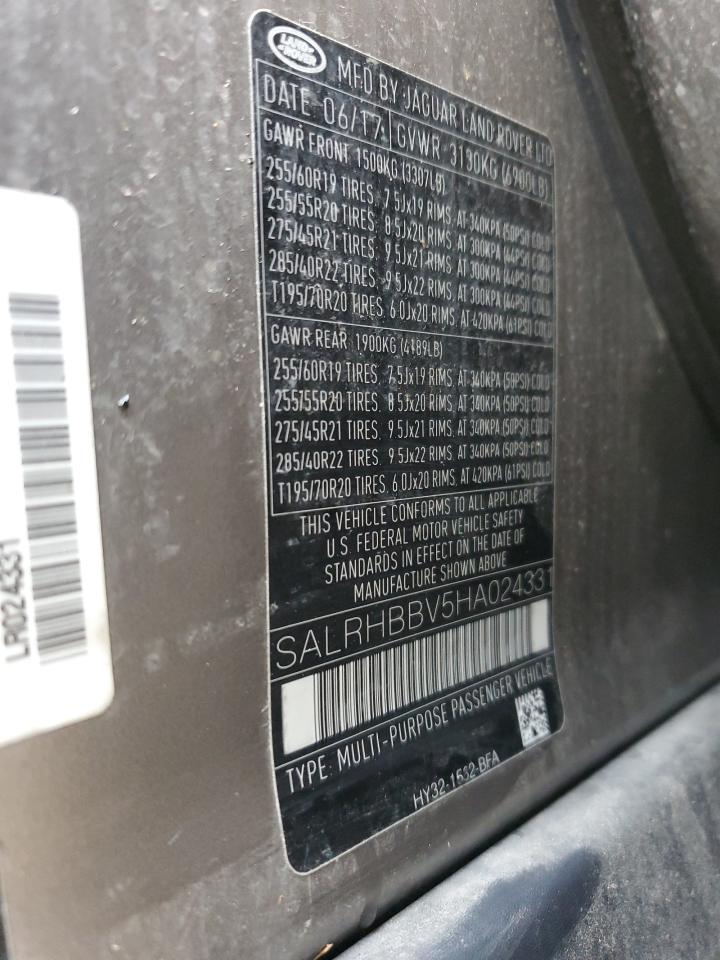 LAND
ROVER
MFD BY JAGUAR LAND ROVER LTD
DATE 06/17 GVWR 3130KG (6900LB)
GAWR FRONT 1500KG (3307LB)
255/60R19 TIRES, 7.5Jx19 RIMS, AT 340KPA (50PSI) COLD
255/55R20 TIRES, 8.5Jx20 RIMS, AT 300KPA (44PSI) COLD
275/45R21 TIRES, 9.5Jx21 RIMS, AT 300KPA (44PSI) COLD
285/40R22 TIRES, 9.5Jx22 RIMS, AT 300KPA (44PSI) COLD
T195/70R20 TIRES, 6.0Jx20 RIMS, AT 420KPA (61PSI) COLD
GAWR REAR 1900KG (4189LB)
255/60R19 TIRES, 7.5Jx19 RIMS, AT 340KPA (50PSI) COLD
255/55R20 TIRES, 8.5Jx20 RIMS, AT 340KPA (50PSI) COLD
275/45R21 TIRES, 9.5Jx21 RIMS, AT 340KPA (50PSI) COLD
285/40R22 TIRES, 9.5Jx22 RIMS, AT 340KPA (50PSI) COLD
T195/70R20 TIRES, 6.0Jx20 RIMS, AT 420KPA (61PSI) COLD
THIS VEHICLE CONFORMS TO ALL APPLICABLE
U.S. FEDERAL MOTOR VEHICLE SAFETY
STANDARDS IN EFFECT ON THE DATE OF
MANUFACTURE SHOWN ABOVE
SALRHBBV5HA024331
TYPE: MULTI-PURPOSE PASSENGER VEHICLE
HY32-1532-BFA
LR024331